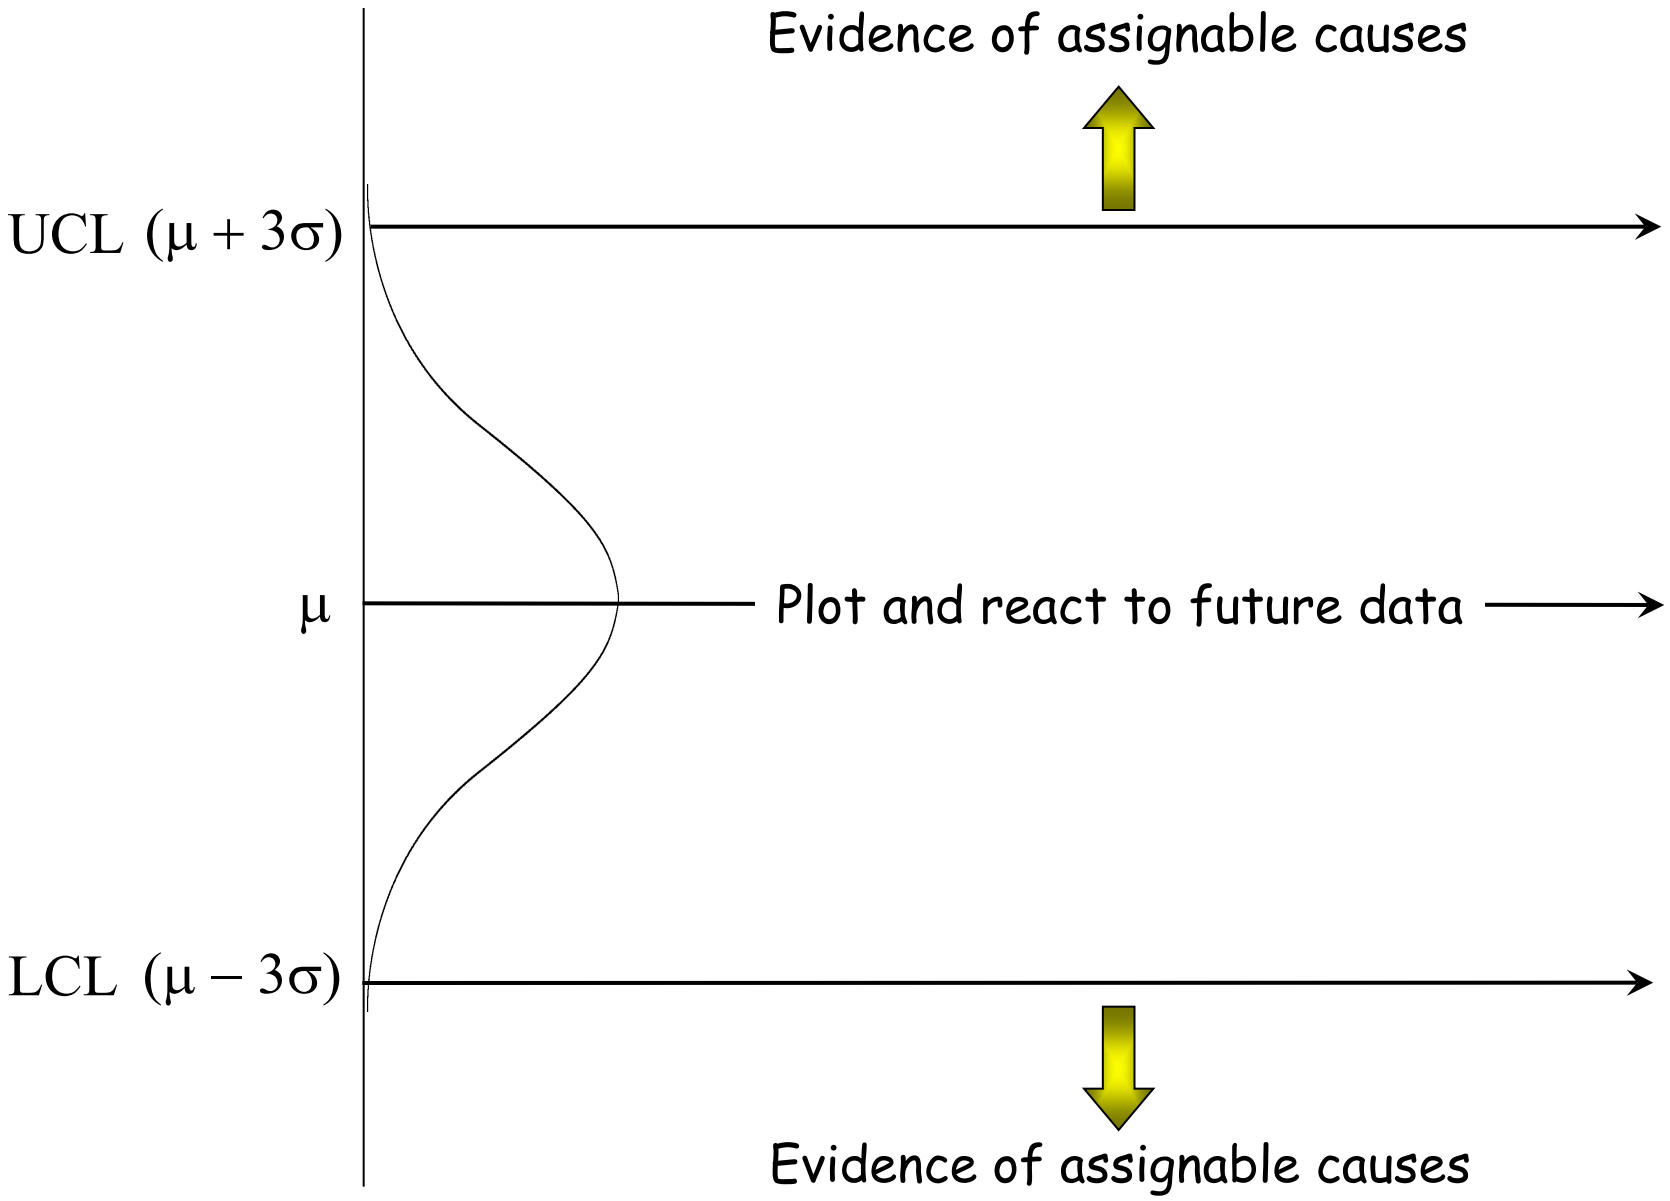 Evidence of assignable causes
UCL (μ + 3σ)
μ Plot and react to future data
LCL (μ − 3σ)
Evidence of assignable causes